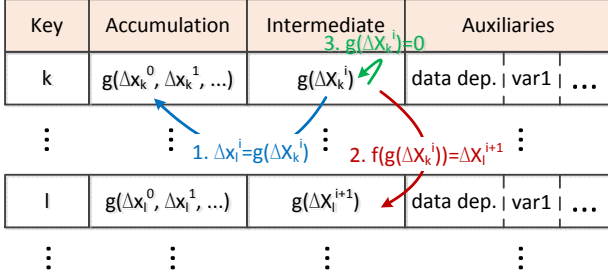 Key Accumulation Intermediate Auxiliaries
3. g(ΔX_k^i)=0
k g(Δx_k^0, Δx_k^1, ...) g(ΔX_k^i) data dep. var1 ...
1. Δx_l^i=g(ΔX_k^i) 2. f(g(ΔX_k^i))=ΔX_l^{i+1}
l g(Δx_l^0, Δx_l^1, ...) g(ΔX_l^{i+1}) data dep. var1 ...